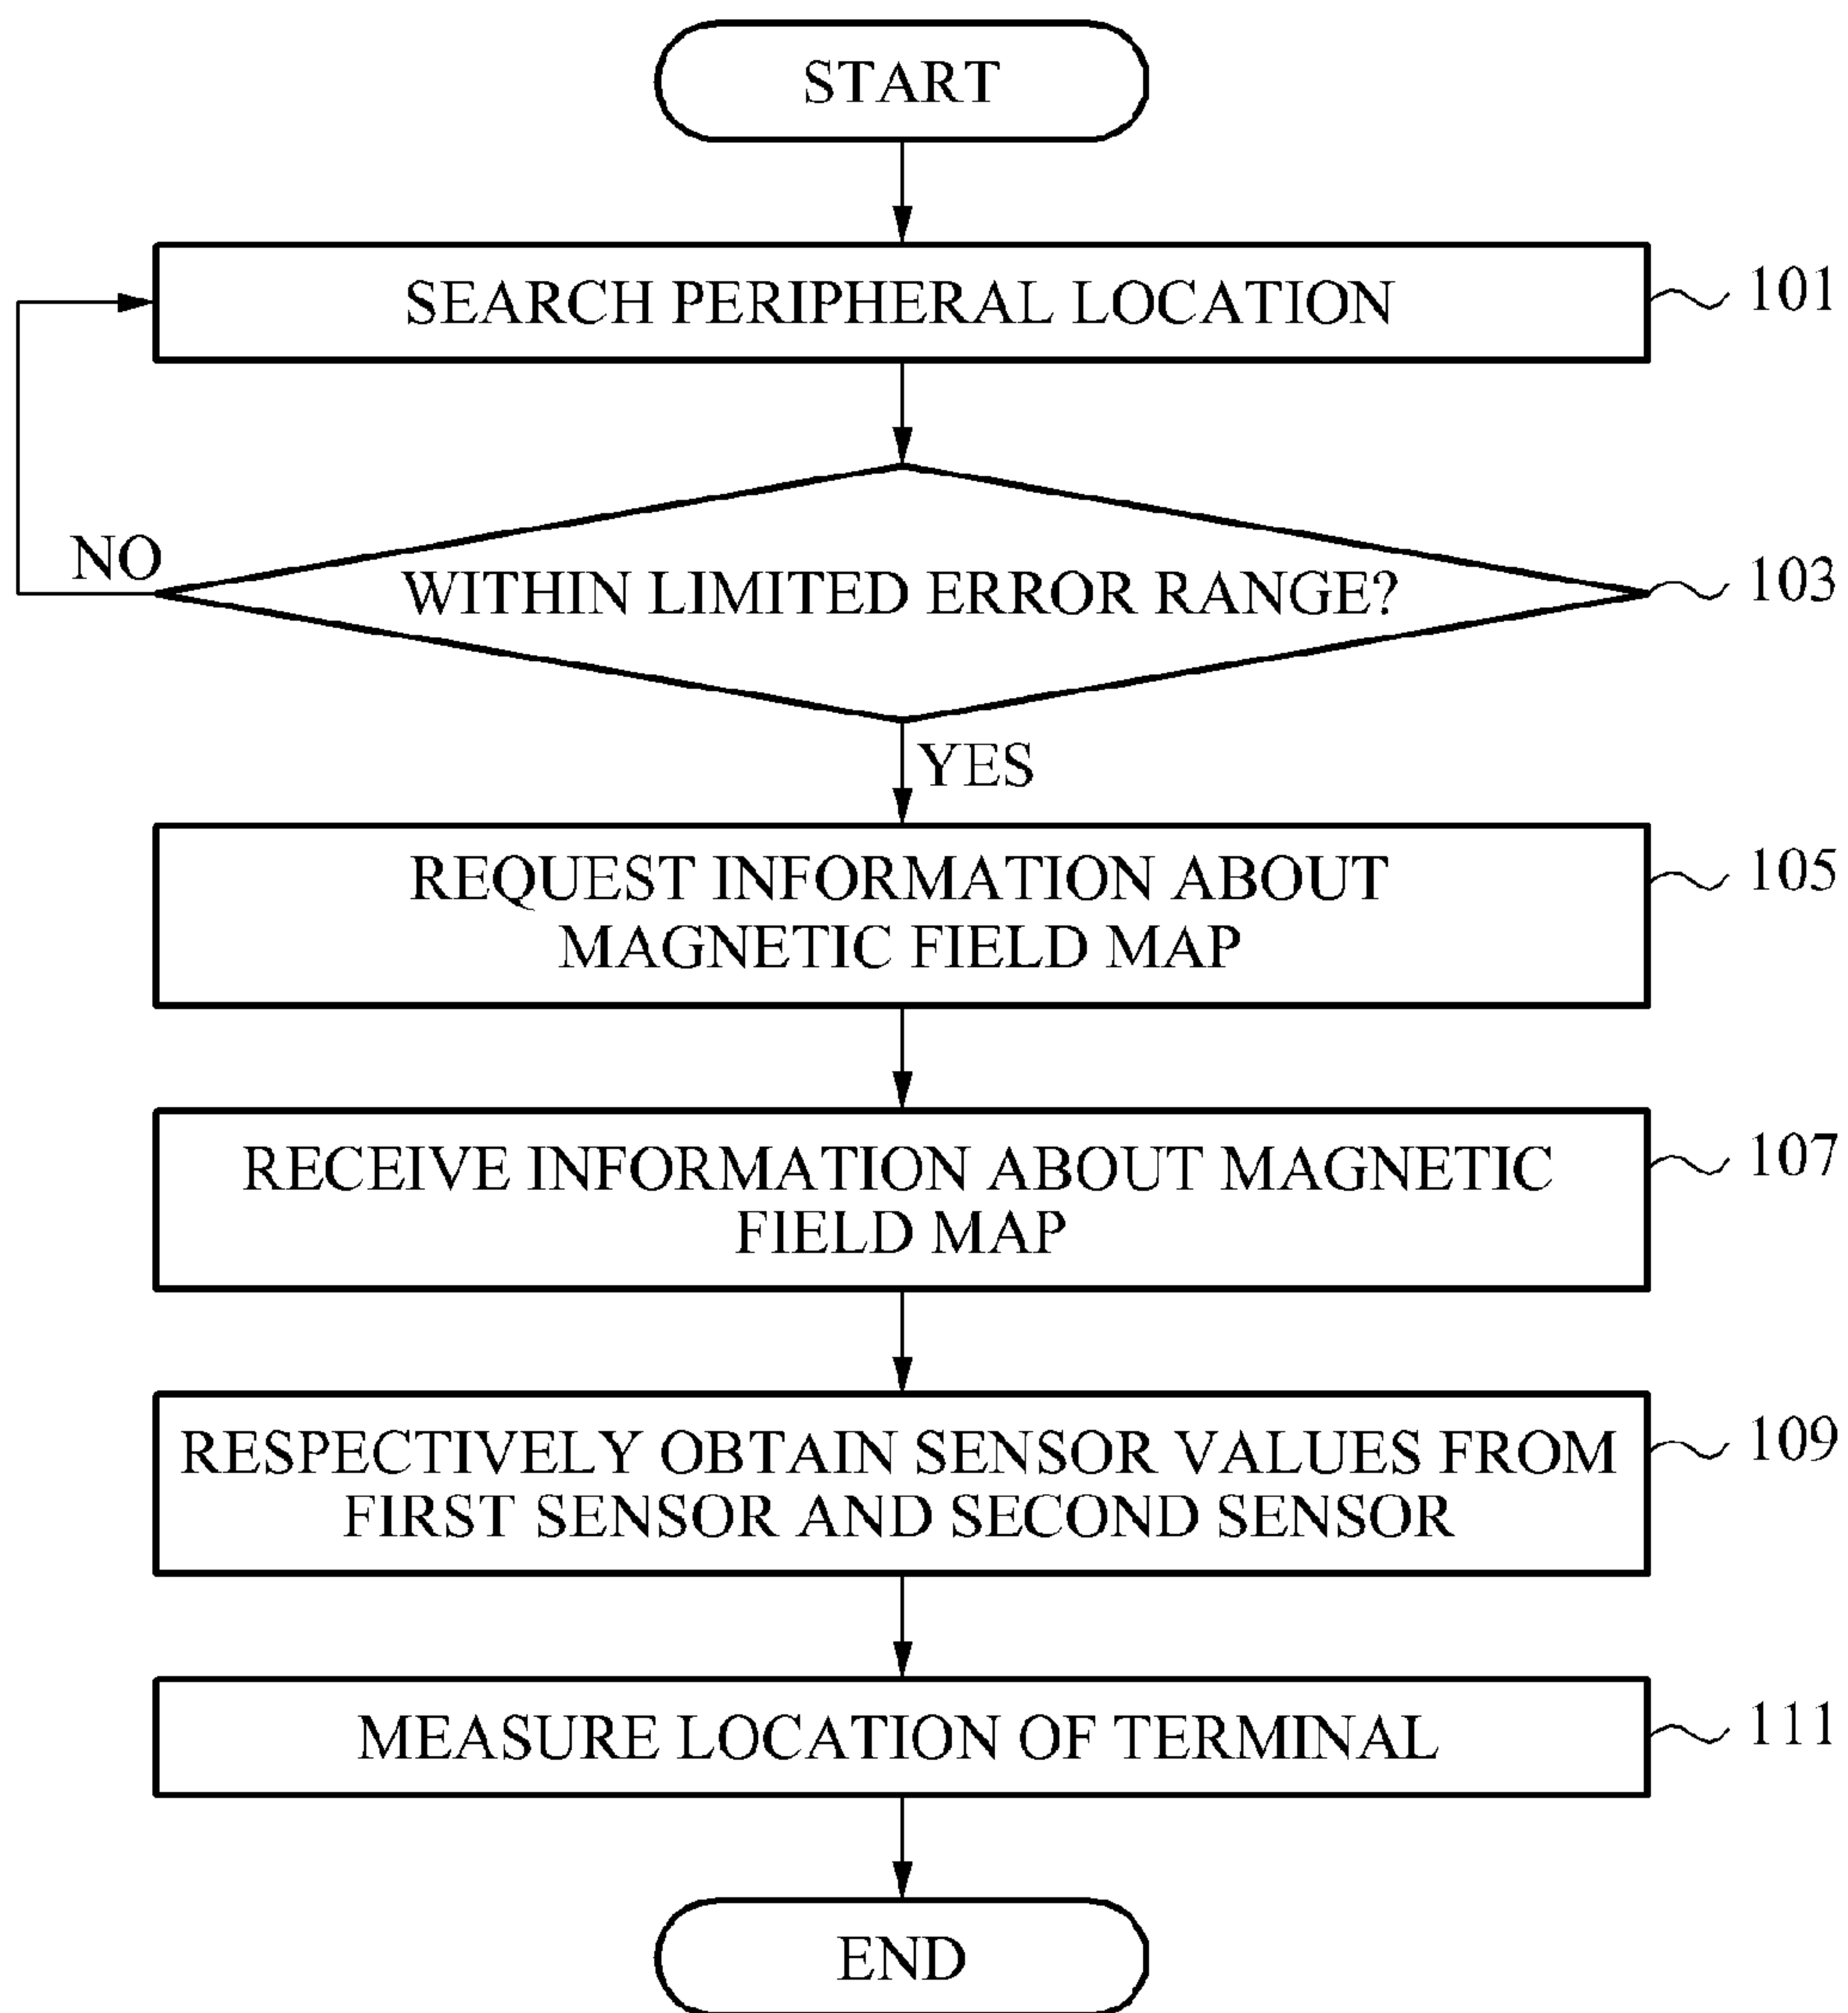 START
SEARCH PERIPHERAL LOCATION
101
NO
WITHIN LIMITED ERROR RANGE?
103
YES
REQUEST INFORMATION ABOUT
MAGNETIC FIELD MAP
105
RECEIVE INFORMATION ABOUT MAGNETIC
FIELD MAP
107
RESPECTIVELY OBTAIN SENSOR VALUES FROM
FIRST SENSOR AND SECOND SENSOR
109
MEASURE LOCATION OF TERMINAL
111
END